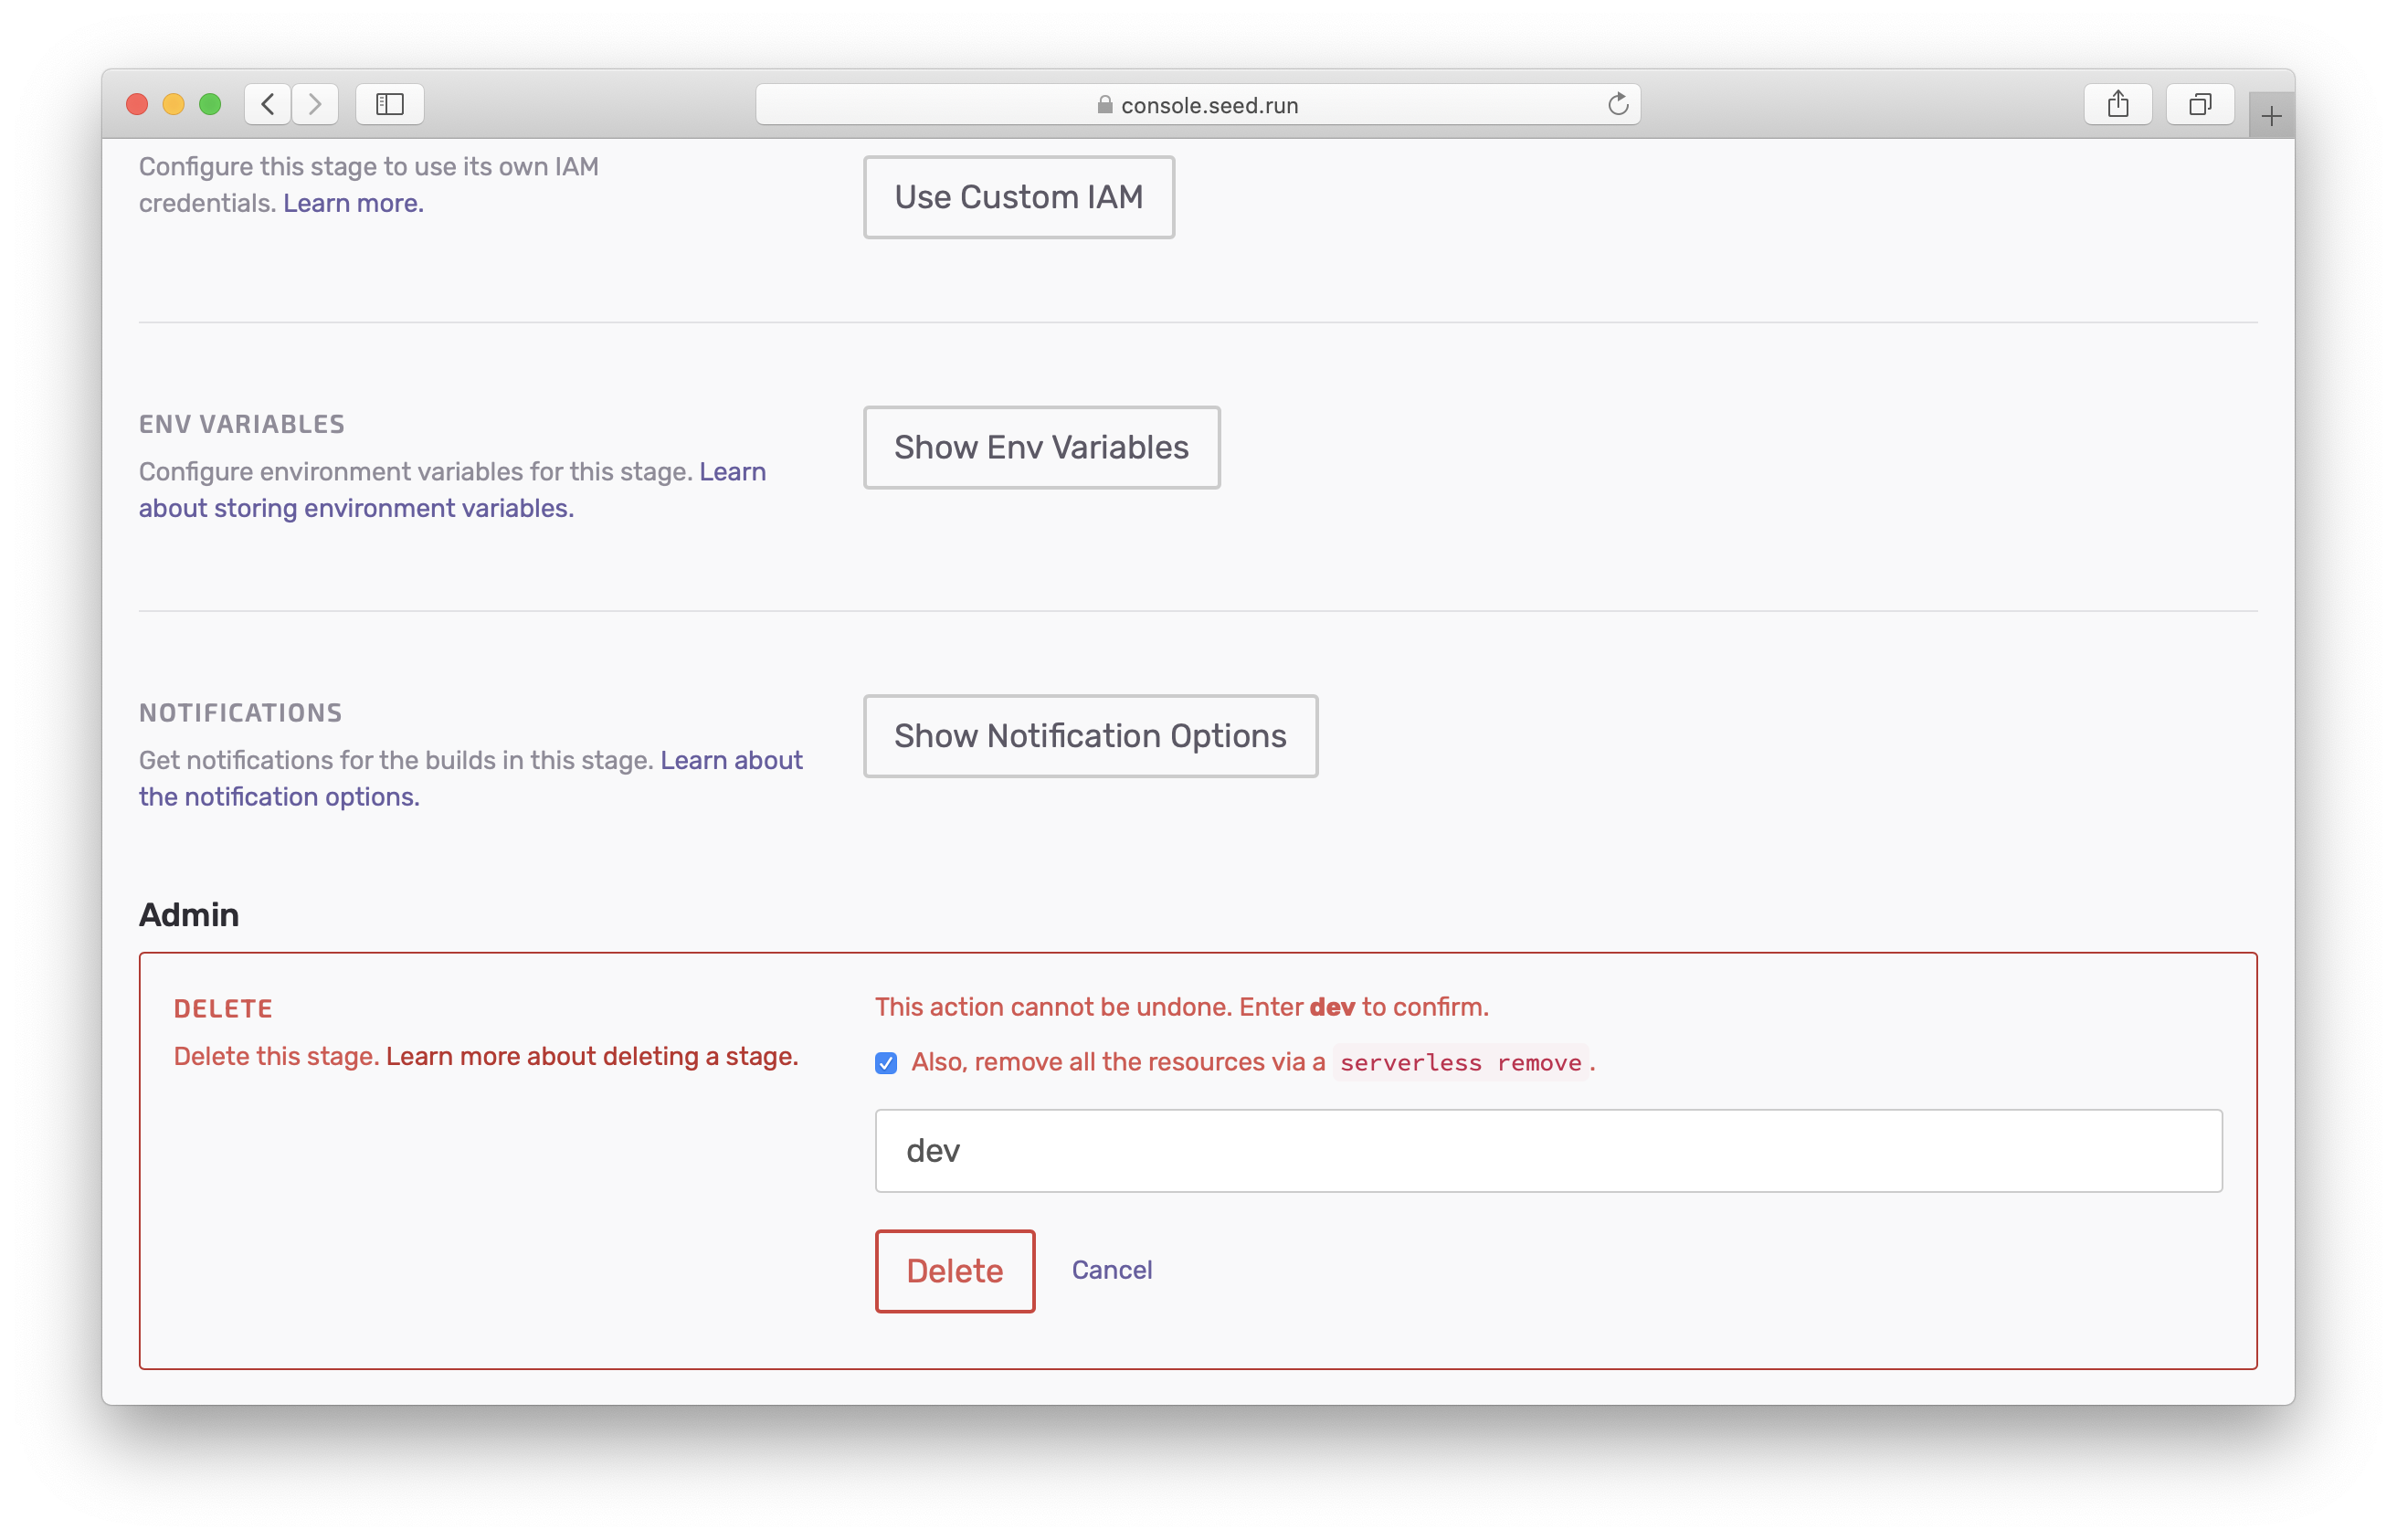 console.seed.run
Configure this stage to use its own IAM
credentials. Learn more.
Use Custom IAM
ENV VARIABLES
Configure environment variables for this stage. Learn
about storing environment variables.
Show Env Variables
NOTIFICATIONS
Get notifications for the builds in this stage. Learn about
the notification options.
Show Notification Options
Admin
DELETE
Delete this stage. Learn more about deleting a stage.
This action cannot be undone. Enter dev to confirm.
Also, remove all the resources via a serverless remove.
dev
Delete
Cancel